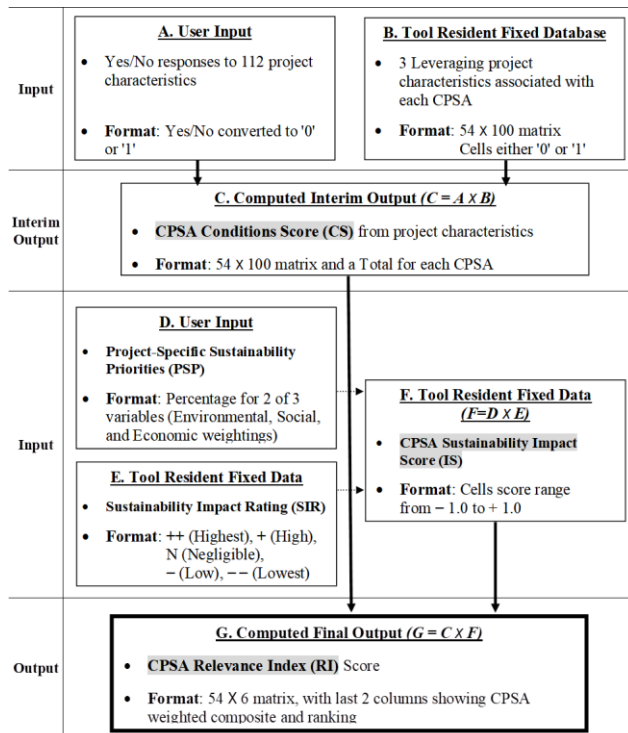 Input
A. User Input
• Yes/No responses to 112 project
characteristics
• Format: Yes/No converted to '0'
or '1'
B. Tool Resident Fixed Database
• 3 Leveraging project
characteristics associated with
each CPSA
• Format: 54 X 100 matrix
Cells either '0' or '1'
Interim
Output
C. Computed Interim Output (C = A X B)
• CPSA Conditions Score (CS) from project characteristics
• Format: 54 X 100 matrix and a Total for each CPSA
Input
D. User Input
• Project-Specific Sustainability
Priorities (PSP)
• Format: Percentage for 2 of 3
variables (Environmental, Social,
and Economic weightings)
E. Tool Resident Fixed Data
• Sustainability Impact Rating (SIR)
• Format: ++ (Highest), + (High),
N (Negligible),
− (Low), − − (Lowest)
F. Tool Resident Fixed Data
(F=D X E)
• CPSA Sustainability Impact
Score (IS)
• Format: Cells score range
from − 1.0 to + 1.0
Output
G. Computed Final Output (G = C X F)
• CPSA Relevance Index (RI) Score
• Format: 54 X 6 matrix, with last 2 columns showing CPSA
weighted composite and ranking